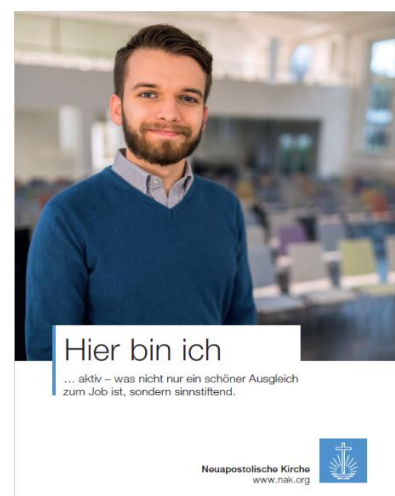 Hier bin ich
… aktiv – was nicht nur ein schöner Ausgleich
zum Job ist, sondern sinnstiftend.
Neuapostolische Kirche
www.nak.org